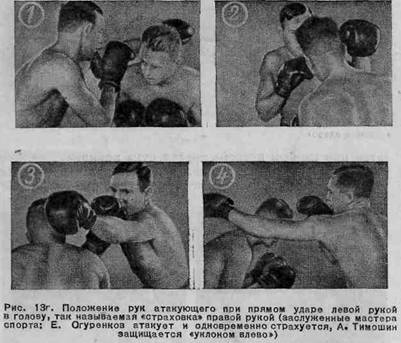 1
2
3
4
Рис. 13г. Положение рук атакующего при прямом ударе левой рукой
в голову, так называемая «страховка» правой рукой (заслуженные мастера
спорта; Е. Огуренков атакует и одновременно страхуется, А. Тимошин
защищается «уклоном влево»)